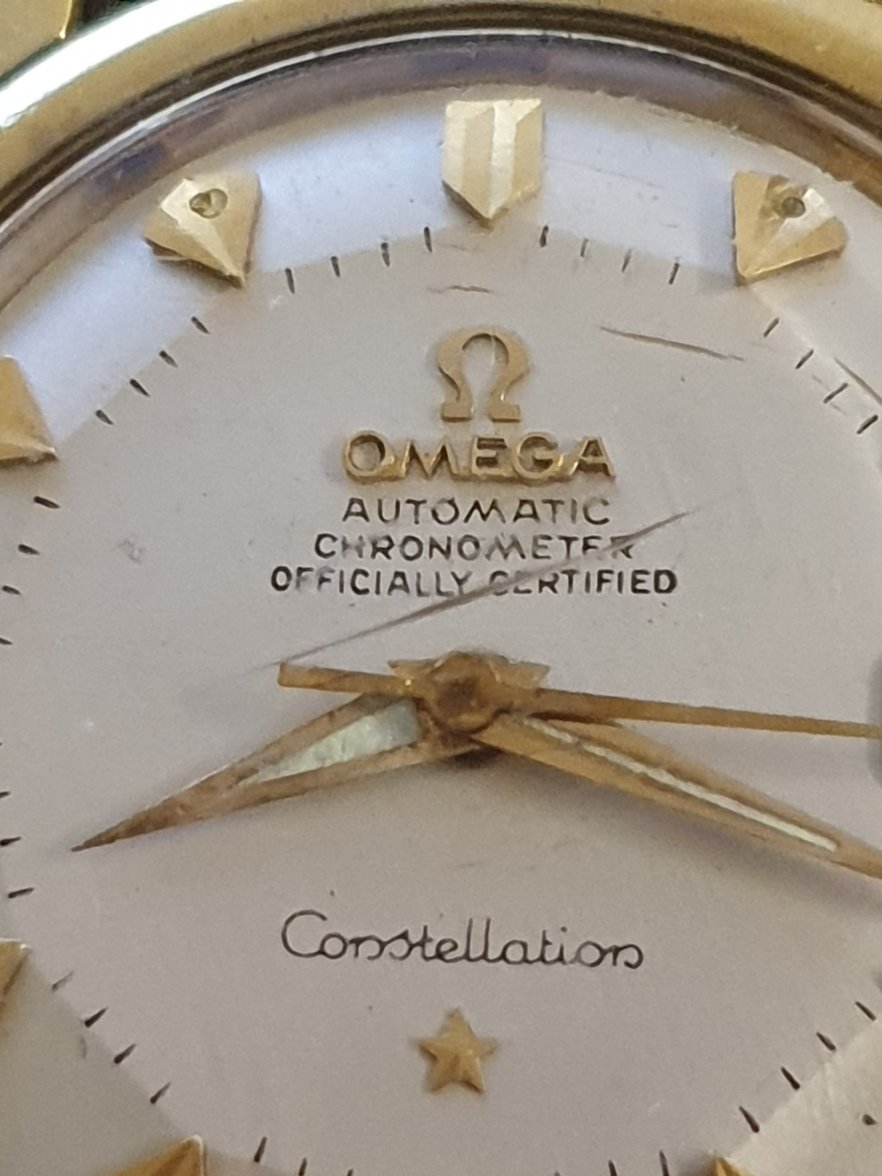 OMEGA
AUTOMATIC
CHRONOMETER
OFFICIALLY CERTIFIED
Constellation